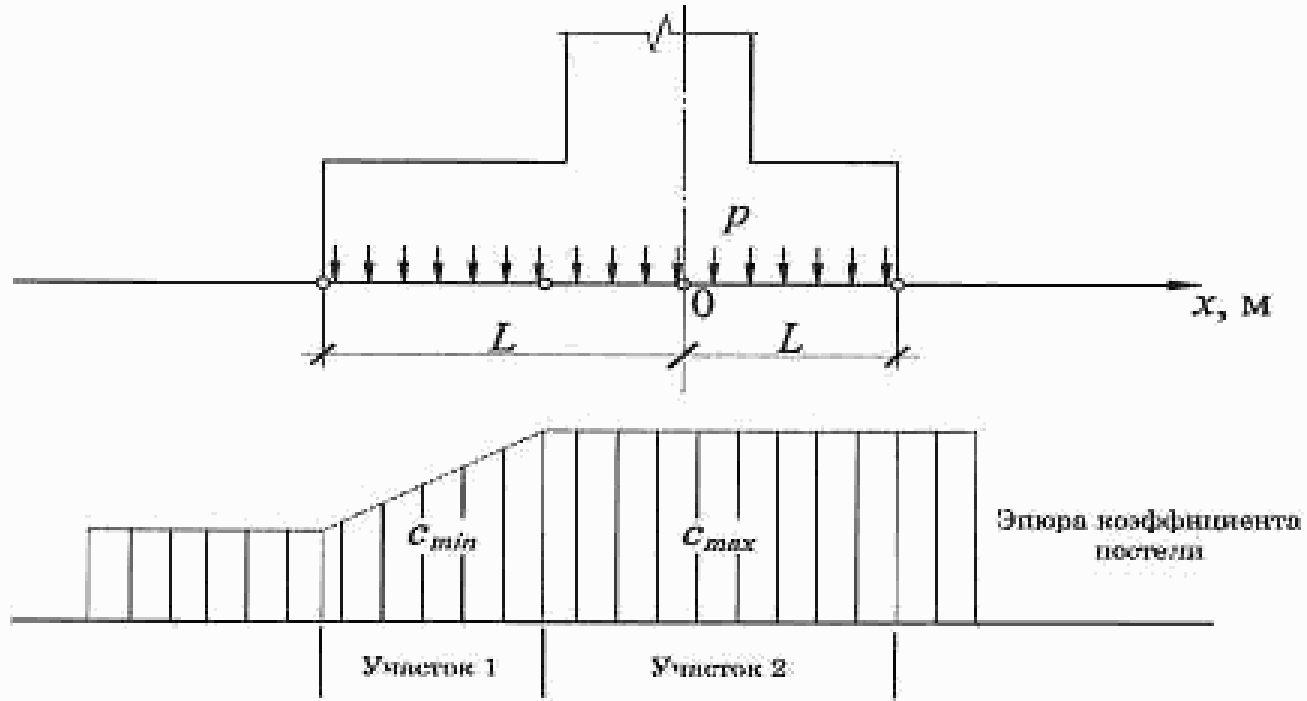 p
0
x, м
L
L
c_min
c_max
Эпюра коэффициента
постели
Участок 1
Участок 2